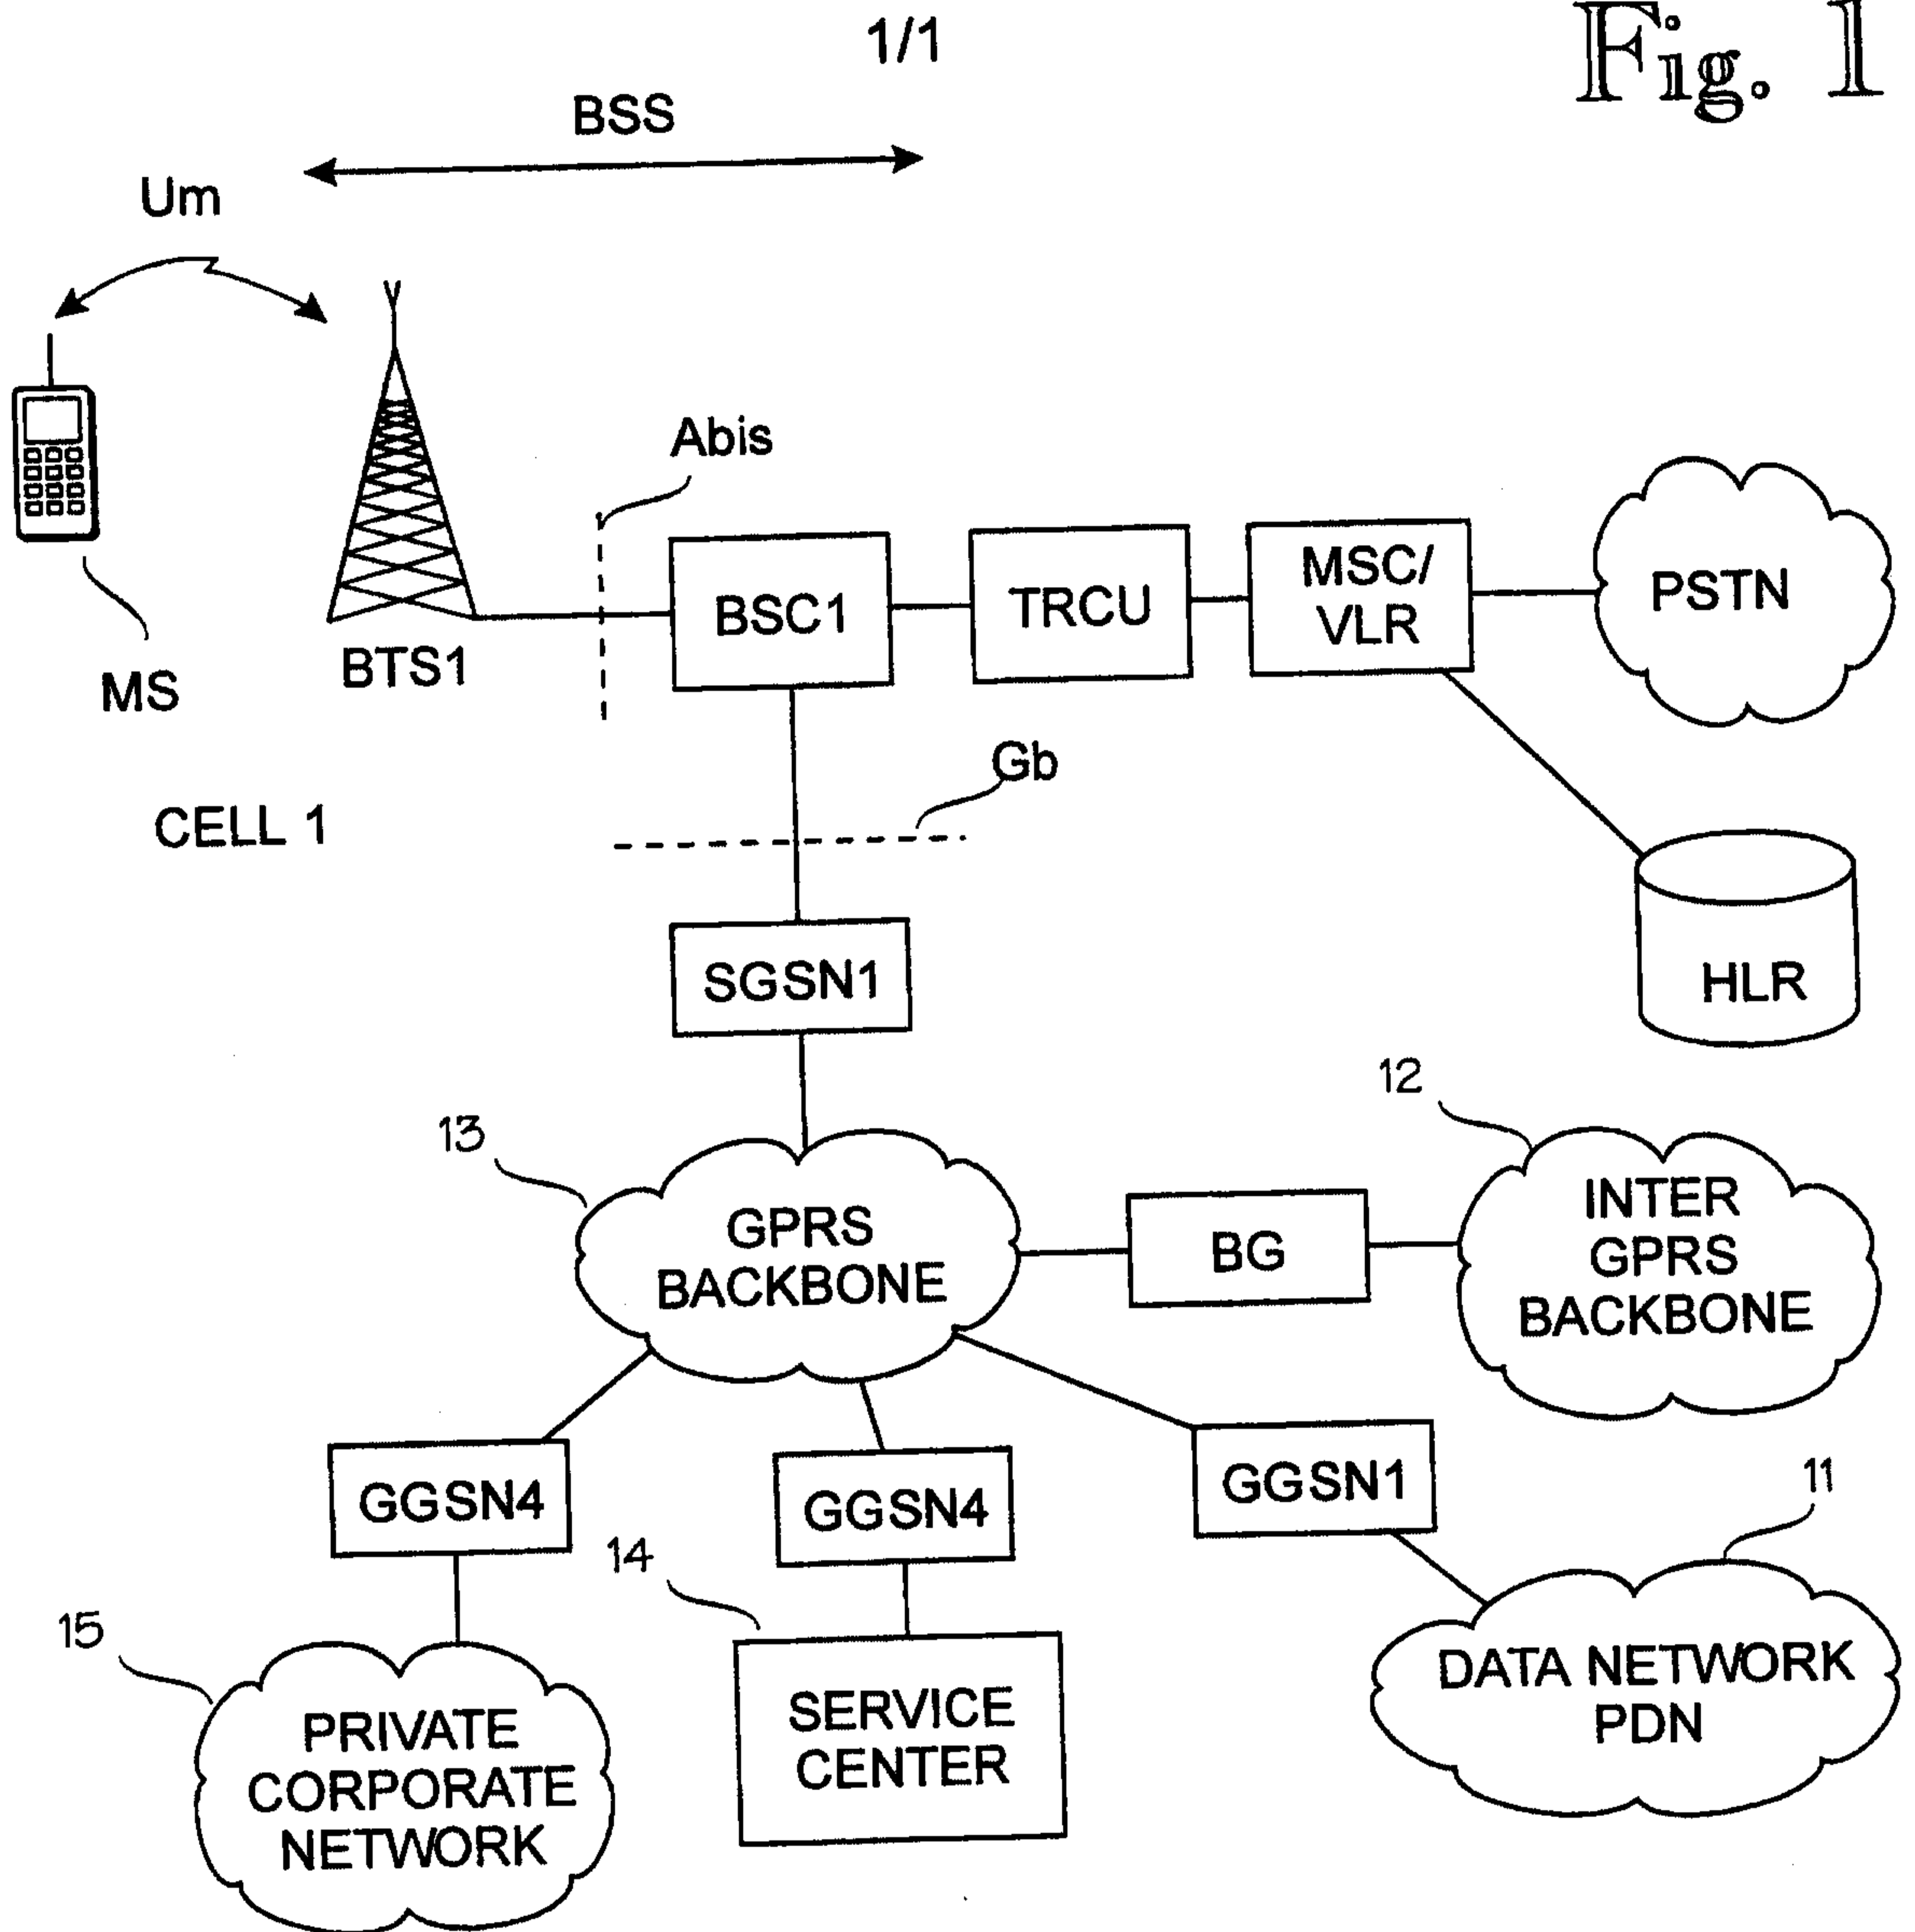 1/1
Fig. 1
BSS
Um
Abis
MSC/
VLR
PSTN
BSC1
TRCU
BTS1
MS
Gb
CELL 1
SGSN1
HLR
12
13
INTER
GPRS
BACKBONE
GPRS
BACKBONE
BG
GGSN4
GGSN4
GGSN1
11
14
15
DATA NETWORK
PDN
SERVICE
CENTER
PRIVATE
CORPORATE
NETWORK